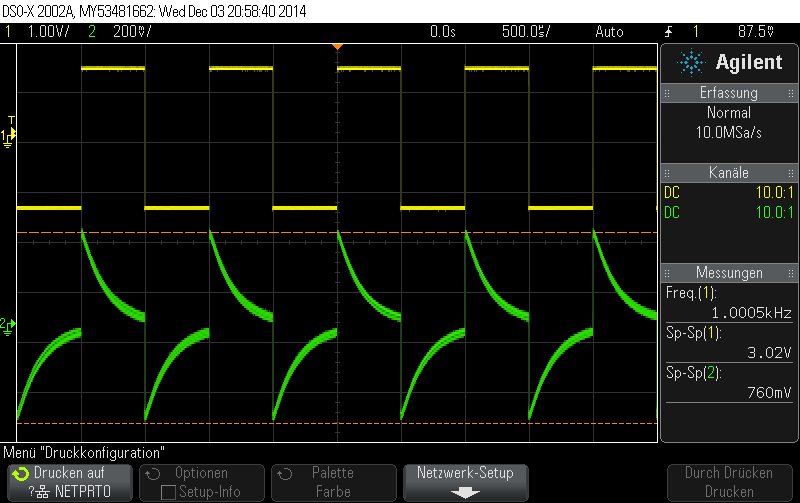 DSO-X 2002A, MY53481662: Wed Dec 03 20:58:40 2014
1 1.00V/ 2 200mV/ 0.0s 500.0µs/ Auto 1 87.5mV
Agilent
Erfassung
Normal
10.0MSa/s
Kanäle
DC 10.0:1
DC 10.0:1
Messungen
Freq.(1):
1.0005kHz
Sp-Sp(1):
3.02V
Sp-Sp(2):
760mV
T
1
2
Menü "Druckkonfiguration"
Drucken auf
? NETPRT0
Optionen
Setup-Info
Palette
Farbe
Netzwerk-Setup
Durch Drücken
Drucken